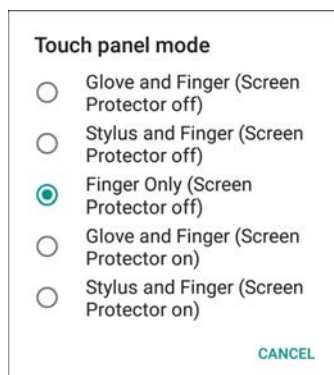 Touch panel mode
Glove and Finger (Screen
Protector off)
Stylus and Finger (Screen
Protector off)
Finger Only (Screen
Protector off)
Glove and Finger (Screen
Protector on)
Stylus and Finger (Screen
Protector on)
CANCEL